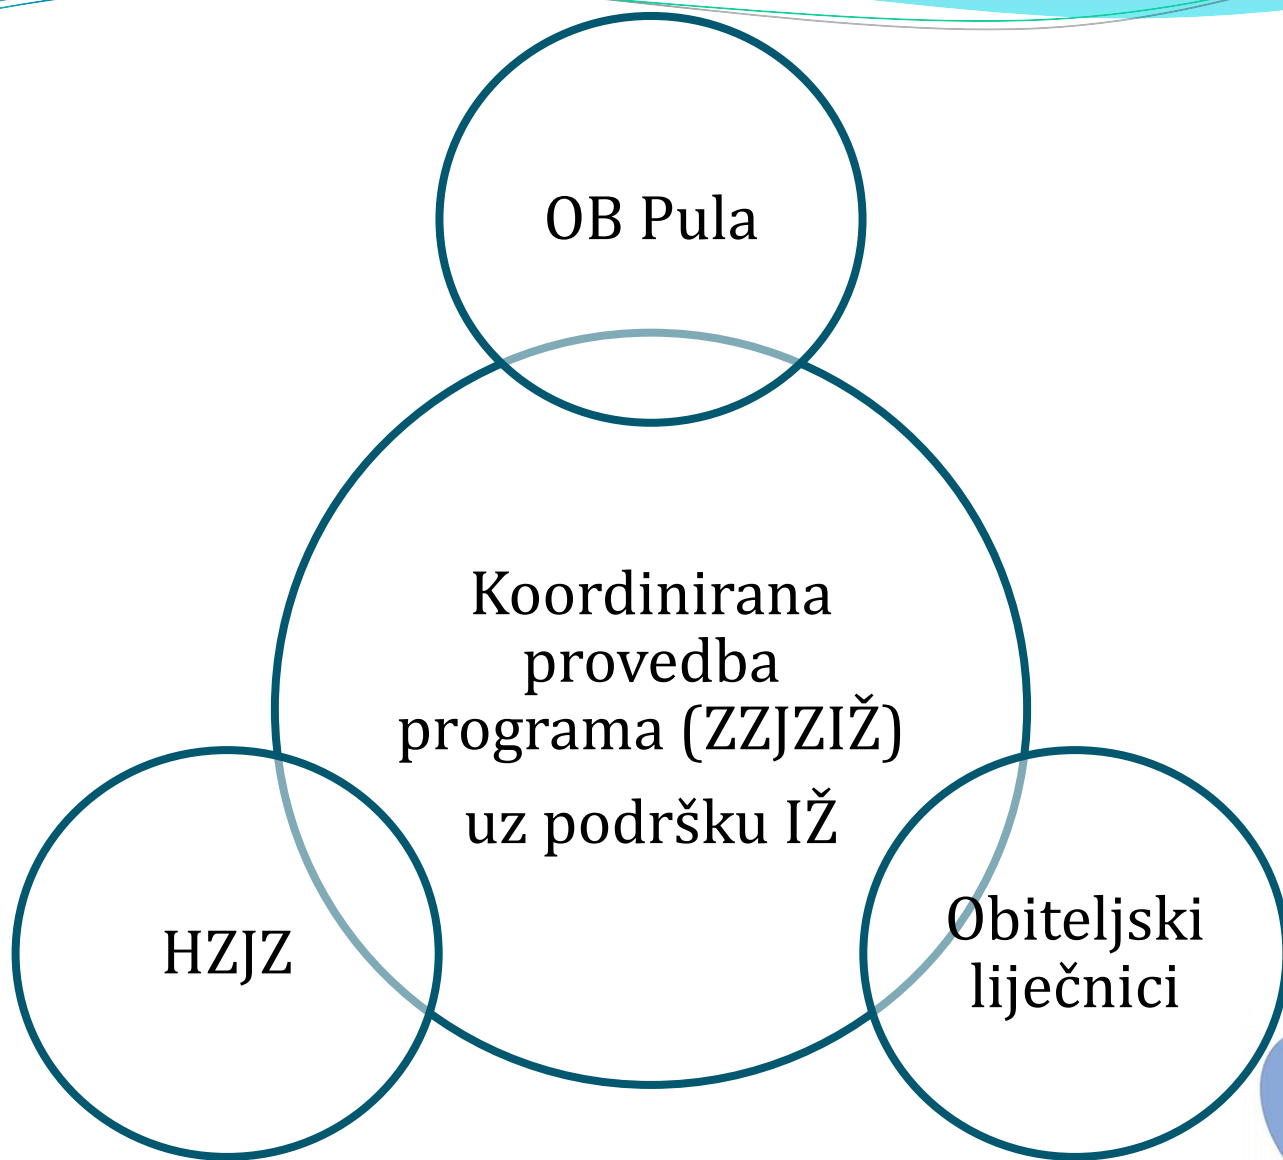 OB Pula
Koordinirana
provedba
programa (ZZJZIŽ)
uz podršku IŽ
HZJZ
Obiteljski
liječnici